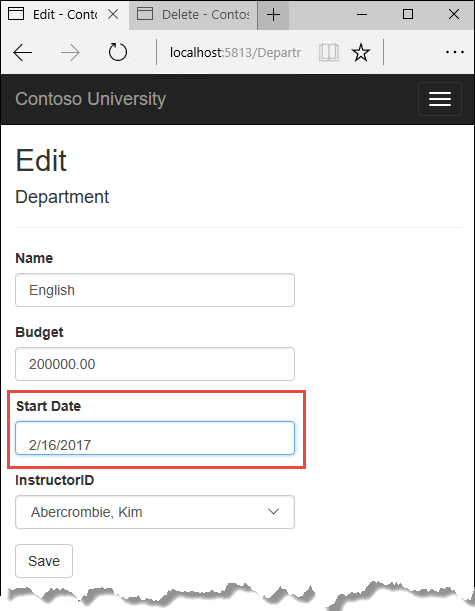 Edit - Conto
Delete - Contos
localhost:5813/Departr
Contoso University
Edit
Department
Name
English
Budget
200000.00
Start Date
2/16/2017
InstructorID
Abercrombie, Kim
Save